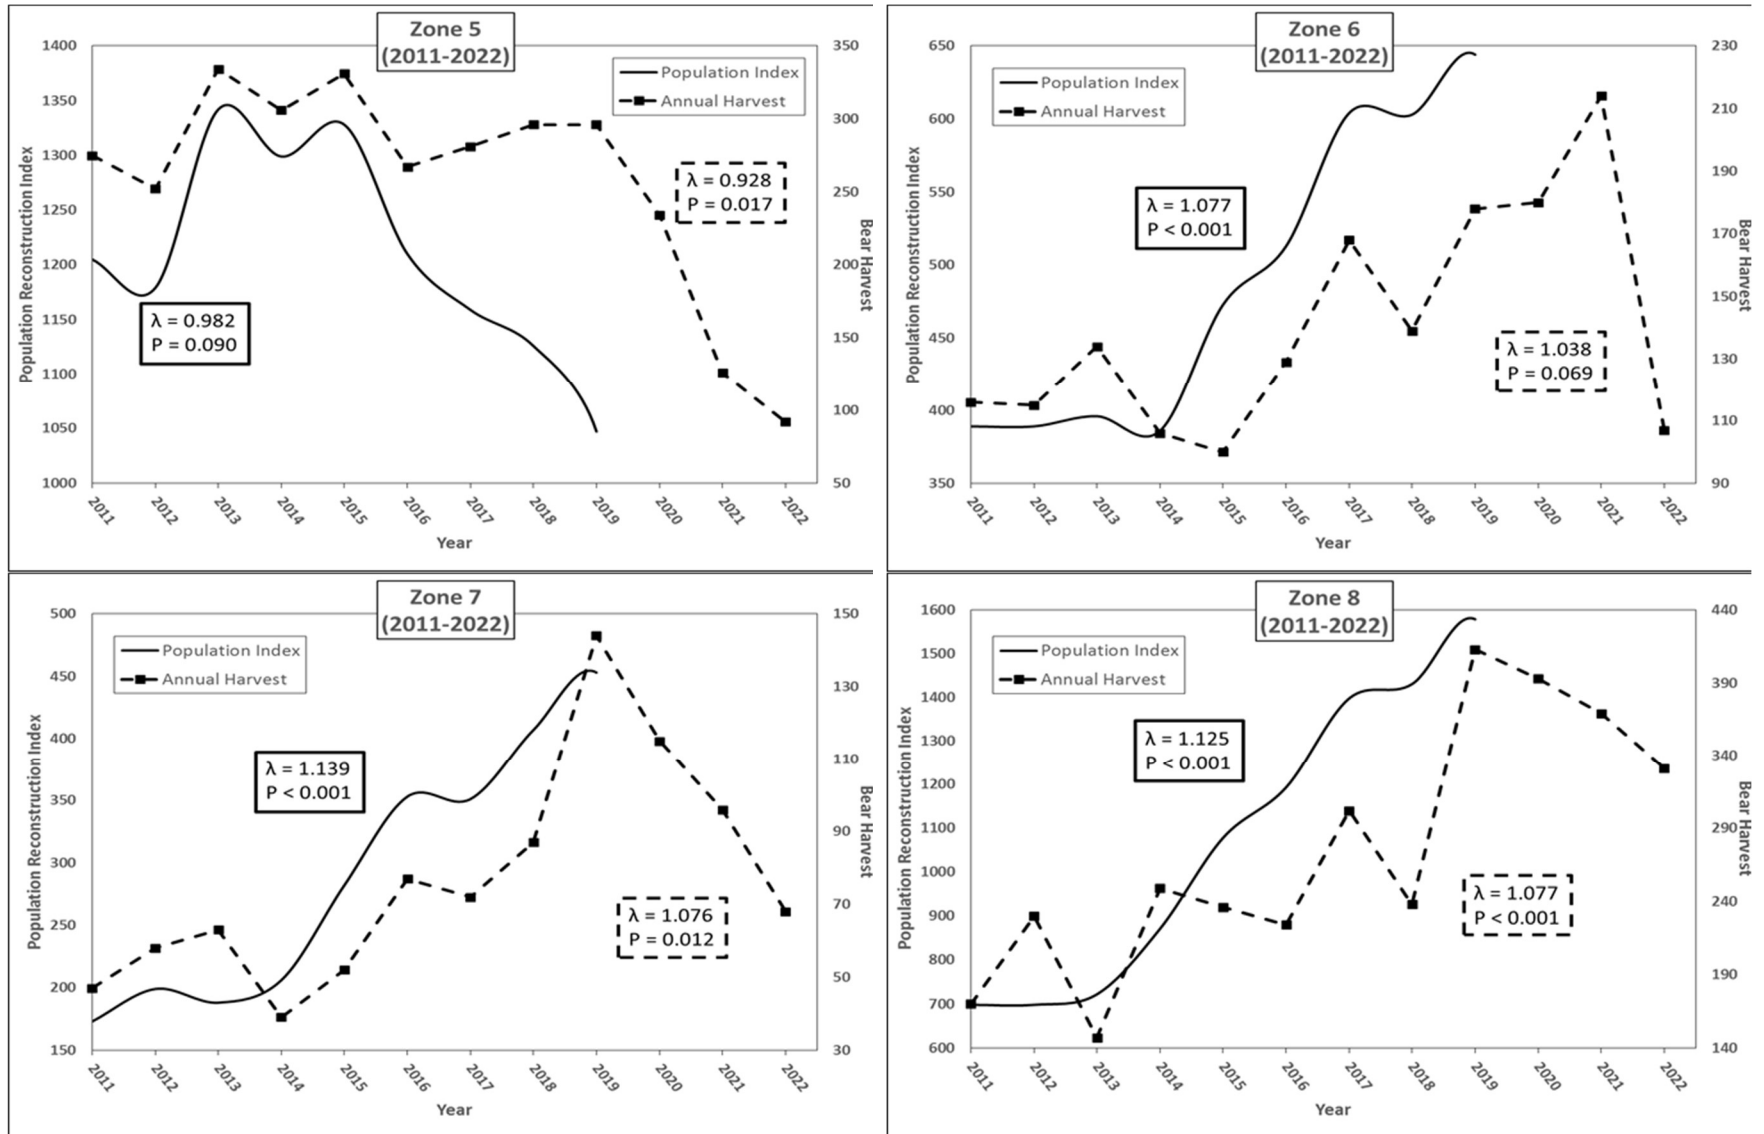 Zone 5
(2011-2022)
Population Index
Annual Harvest
1400
1350
1300
1250
1200
1150
1100
1050
1000
350
300
250
200
150
100
50
λ = 0.928
P = 0.017
λ = 0.982
P = 0.090
Population Reconstruction Index
Bear Harvest
2011
2012
2013
2014
2015
2016
2017
2018
2019
2020
2021
2022
Year
Zone 6
(2011-2022)
Population Index
Annual Harvest
650
600
550
500
450
400
350
230
210
190
170
150
130
110
90
λ = 1.077
P < 0.001
λ = 1.038
P = 0.069
Population Reconstruction Index
Bear Harvest
2011
2012
2013
2014
2015
2016
2017
2018
2019
2020
2021
2022
Year
Zone 7
(2011-2022)
Population Index
Annual Harvest
500
450
400
350
300
250
200
150
150
130
110
90
70
50
30
λ = 1.139
P < 0.001
λ = 1.076
P = 0.012
Population Reconstruction Index
Bear Harvest
2011
2012
2013
2014
2015
2016
2017
2018
2019
2020
2021
2022
Year
Zone 8
(2011-2022)
Population Index
Annual Harvest
1600
1500
1400
1300
1200
1100
1000
900
800
700
600
440
390
340
290
240
190
140
λ = 1.125
P < 0.001
λ = 1.077
P < 0.001
Population Reconstruction Index
Bear Harvest
2011
2012
2013
2014
2015
2016
2017
2018
2019
2020
2021
2022
Year